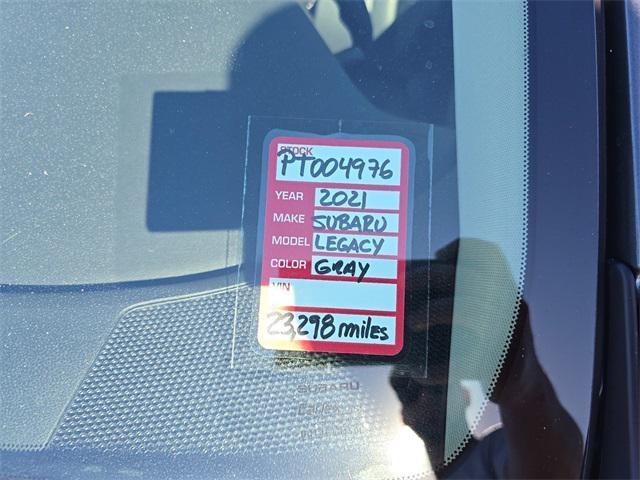 STOCK
PT004976
YEAR 2021
MAKE SUBARU
MODEL LEGACY
COLOR GRAY
VIN
23,298 miles
SUBARU